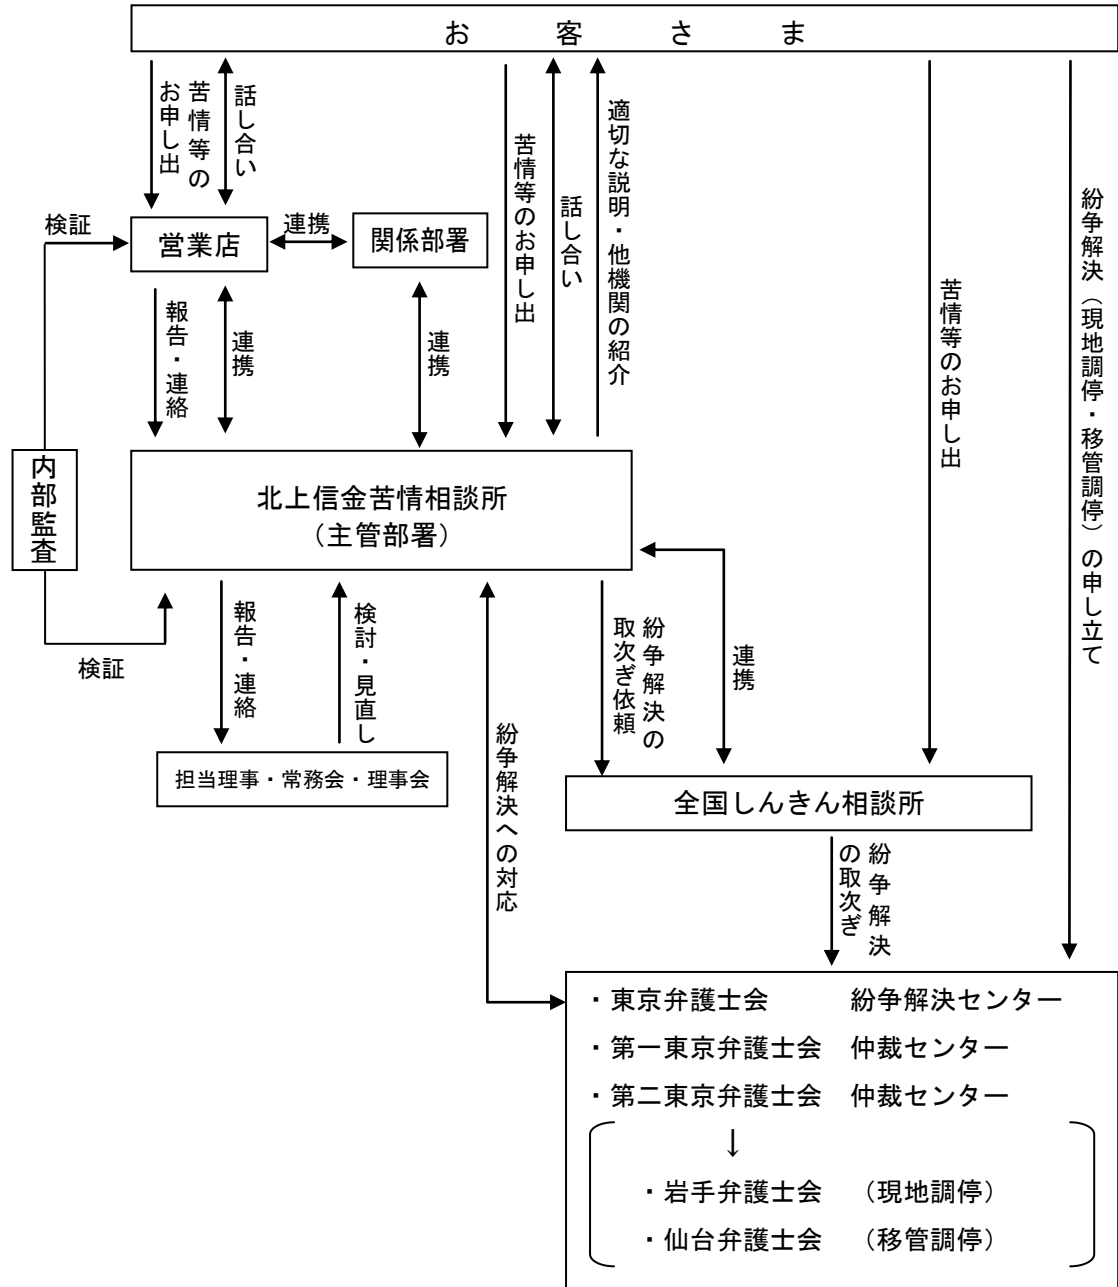 お客さま
苦情等の
お申し出
話し合い
苦情等のお申し出
話し合い
適切な説明・他機関の紹介
苦情等のお申し出
紛争解決（現地調停・移管調停）の申し立て
検証
営業店
連携
関係部署
報告・連絡
連携
連携
内部監査
北上信金苦情相談所
（主管部署）
検証
報告・連絡
検討・見直し
紛争解決への対応
紛争解決の
取次ぎ依頼
連携
担当理事・常務会・理事会
全国しんきん相談所
紛争解決
の取次ぎ
・東京弁護士会　紛争解決センター
・第一東京弁護士会　仲裁センター
・第二東京弁護士会　仲裁センター
↓
・岩手弁護士会　（現地調停）
・仙台弁護士会　（移管調停）